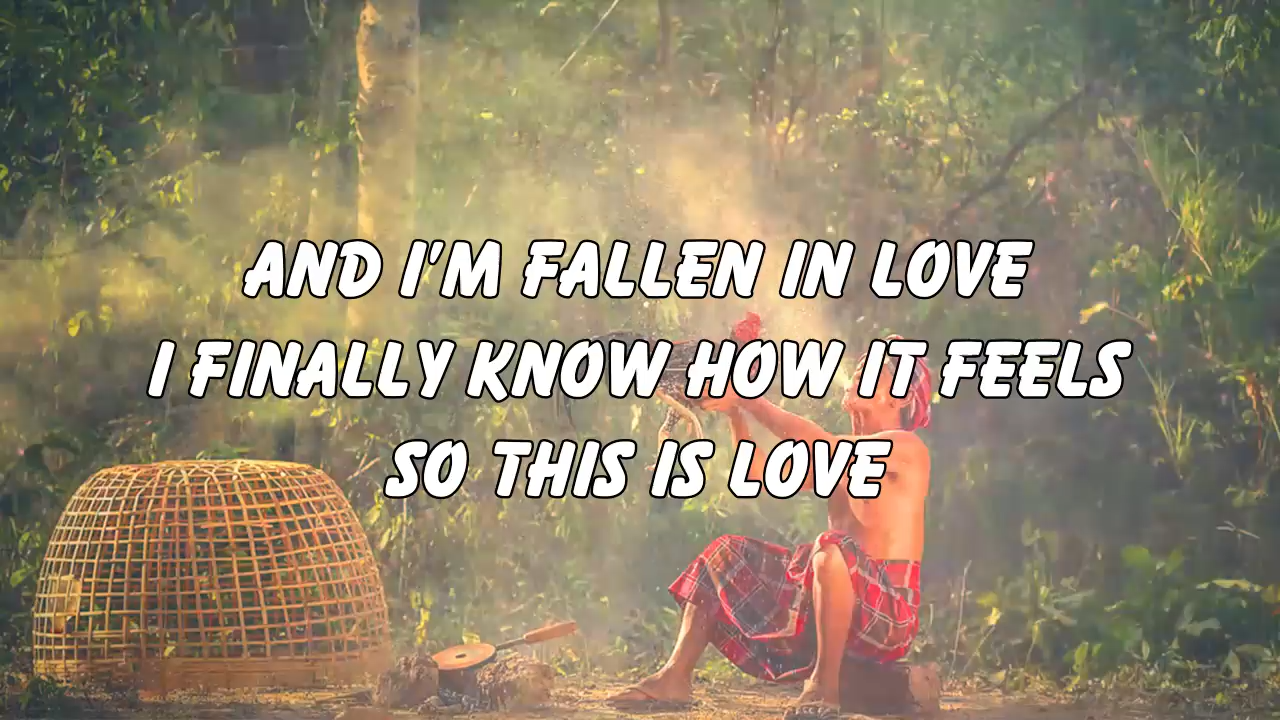 AND I'M FALLEN IN LOVE
I FINALLY KNOW HOW IT FEELS
SO THIS IS LOVE